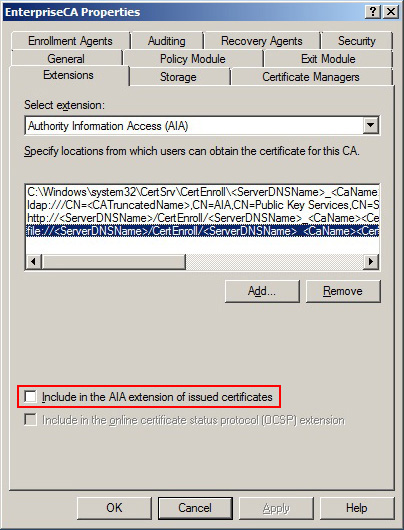 EnterpriseCA Properties
Enrollment Agents Auditing Recovery Agents Security
General Policy Module Exit Module
Extensions Storage Certificate Managers
Select extension:
Authority Information Access (AIA)
Specify locations from which users can obtain the certificate for this CA.
C:\Windows\system32\CertSrv\CertEnroll\<ServerDNSName>_<CaName
ldap:///CN=<CATruncatedName>,CN=AIA,CN=Public Key Services,CN=S
http://<ServerDNSName>/CertEnroll/<ServerDNSName>_<CaName><Ce
file://<ServerDNSName>/CertEnroll/<ServerDNSName>_<CaName><Cert
Add... Remove
Include in the AIA extension of issued certificates
Include in the online certificate status protocol (OCSP) extension
OK Cancel Apply Help